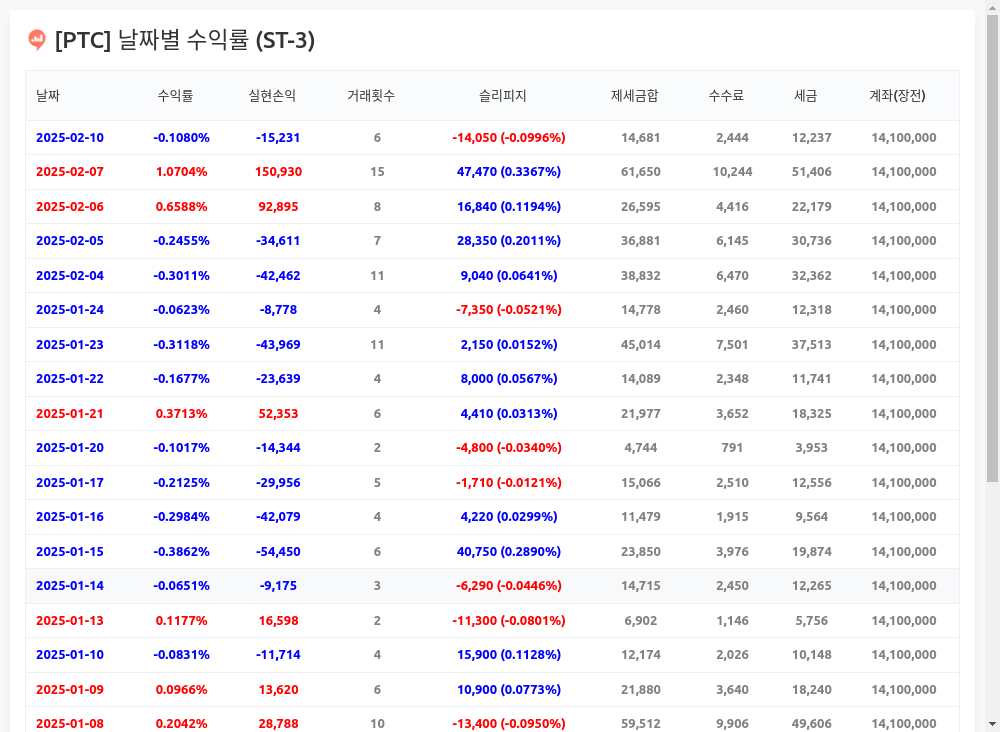 [PTC] 날짜별 수익률 (ST-3)
날짜 수익률 실현손익 거래횟수 슬리피지 제세금합 수수료 세금 계좌(장전)
2025-02-10 -0.1080% -15,231 6 -14,050 (-0.0996%) 14,681 2,444 12,237 14,100,000
2025-02-07 1.0704% 150,930 15 47,470 (0.3367%) 61,650 10,244 51,406 14,100,000
2025-02-06 0.6588% 92,895 8 16,840 (0.1194%) 26,595 4,416 22,179 14,100,000
2025-02-05 -0.2455% -34,611 7 28,350 (0.2011%) 36,881 6,145 30,736 14,100,000
2025-02-04 -0.3011% -42,462 11 9,040 (0.0641%) 38,832 6,470 32,362 14,100,000
2025-01-24 -0.0623% -8,778 4 -7,350 (-0.0521%) 14,778 2,460 12,318 14,100,000
2025-01-23 -0.3118% -43,969 11 2,150 (0.0152%) 45,014 7,501 37,513 14,100,000
2025-01-22 -0.1677% -23,639 4 8,000 (0.0567%) 14,089 2,348 11,741 14,100,000
2025-01-21 0.3713% 52,353 6 4,410 (0.0313%) 21,977 3,652 18,325 14,100,000
2025-01-20 -0.1017% -14,344 2 -4,800 (-0.0340%) 4,744 791 3,953 14,100,000
2025-01-17 -0.2125% -29,956 5 -1,710 (-0.0121%) 15,066 2,510 12,556 14,100,000
2025-01-16 -0.2984% -42,079 4 4,220 (0.0299%) 11,479 1,915 9,564 14,100,000
2025-01-15 -0.3862% -54,450 6 40,750 (0.2890%) 23,850 3,976 19,874 14,100,000
2025-01-14 -0.0651% -9,175 3 -6,290 (-0.0446%) 14,715 2,450 12,265 14,100,000
2025-01-13 0.1177% 16,598 2 -11,300 (-0.0801%) 6,902 1,146 5,756 14,100,000
2025-01-10 -0.0831% -11,714 4 15,900 (0.1128%) 12,174 2,026 10,148 14,100,000
2025-01-09 0.0966% 13,620 6 10,900 (0.0773%) 21,880 3,640 18,240 14,100,000
2025-01-08 0.2042% 28,788 10 -13,400 (-0.0950%) 59,512 9,906 49,606 14,100,000